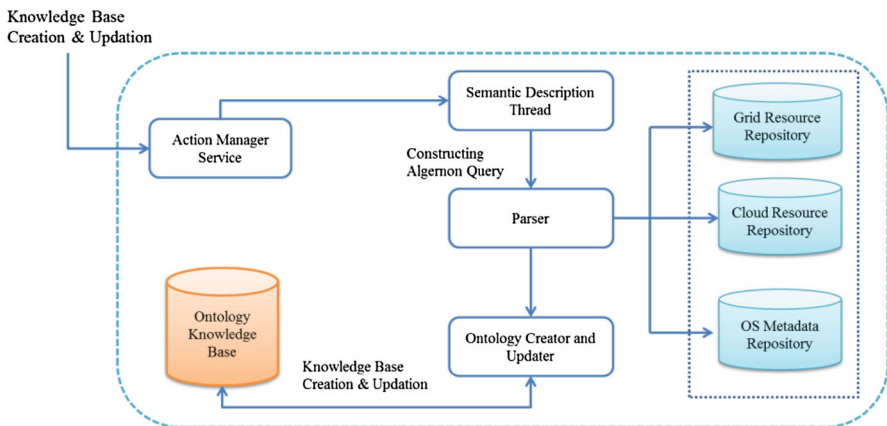 Knowledge Base
Creation & Updation
Semantic Description
Thread
Grid Resource
Repository
Action Manager
Service
Constructing
Algernon Query
Parser
Cloud Resource
Repository
Ontology
Knowledge
Base
Ontology Creator and
Updater
OS Metadata
Repository
Knowledge Base
Creation & Updation